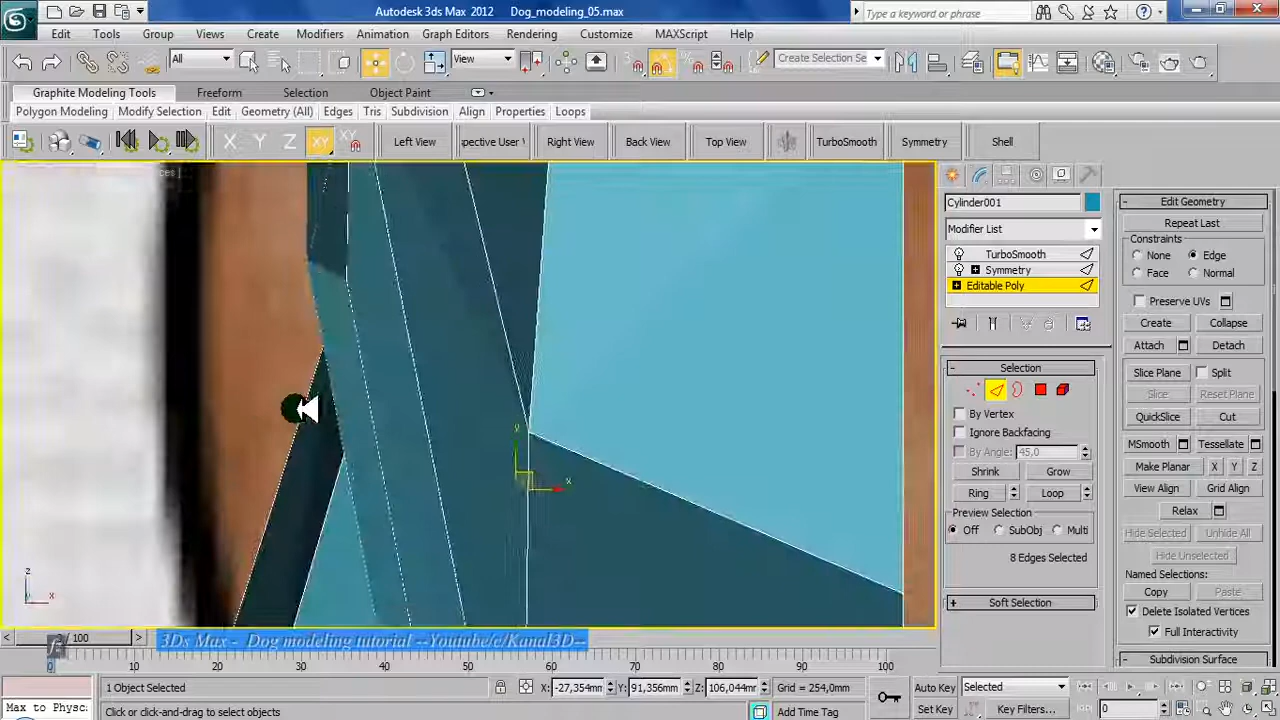 Autodesk 3ds Max 2012 Dog_modeling_05.max
Type a keyword or phrase
Edit Tools Group Views Create Modifiers Animation Graph Editors Rendering Customize MAXScript Help
All View Create Selection Se
Graphite Modeling Tools Freeform Selection Object Paint
Polygon Modeling Modify Selection Edit Geometry (All) Edges Tris Subdivision Align Properties Loops
X Y Z XY XY Left View pective User Right View Back View Top View TurboSmooth Symmetry Shell
Cylinder001
Modifier List
TurboSmooth
Symmetry
Editable Poly
Selection
By Vertex
Ignore Backfacing
By Angle: 45,0
Shrink Grow
Ring Loop
Preview Selection
Off SubObj Multi
8 Edges Selected
Soft Selection
Edit Geometry
Repeat Last
Constraints
None Edge
Face Normal
Preserve UVs
Create Collapse
Attach Detach
Slice Plane Split
Slice Reset Plane
QuickSlice Cut
MSmooth Tessellate
Make Planar X Y Z
View Align Grid Align
Relax
Hide Selected Unhide All
Hide Unselected
Named Selections:
Copy Paste
Delete Isolated Vertices
Full Interactivity
Subdivision Surface
y
x
z
x
/ 100
3Ds Max - Dog modeling tutorial --Youtube/c/Kanal3D--
0 10 20 30 40 50 60 70 80 90 100
1 Object Selected X: -27,354mm Y: 91,356mm Z: 106,044mm Grid = 254,0mm Auto Key Selected
Max to Physc Click or click-and-drag to select objects Add Time Tag Set Key Key Filters... 0